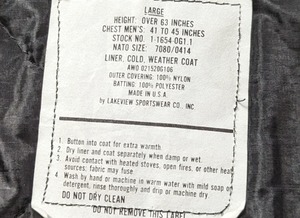 LARGE
HEIGHT: OVER 63 INCHES
CHEST MEN'S: 41 TO 45 INCHES
STOCK NO. 1-1654-0G1.1
NATO SIZE: 7080/0414
LINER, COLD, WEATHER COAT
AWO 021520G106
OUTER COVERING: 100% NYLON
BATTING: 100% POLYESTER
MADE IN U.S.A
by LAKEVIEW SPORTSWEAR CO. INC
1. Button into coat for extra warmth
2. Dry liner and coat separately when damp or wet.
3. Avoid contact with heated stoves, open fires, or other heat
sources; fabric may fuse.
4. Wash by hand or machine in warm water with mild soap or
detergent, rinse thoroughly and drip or machine dry.
DO NOT DRY CLEAN
DO NOT REMOVE THIS LABEL